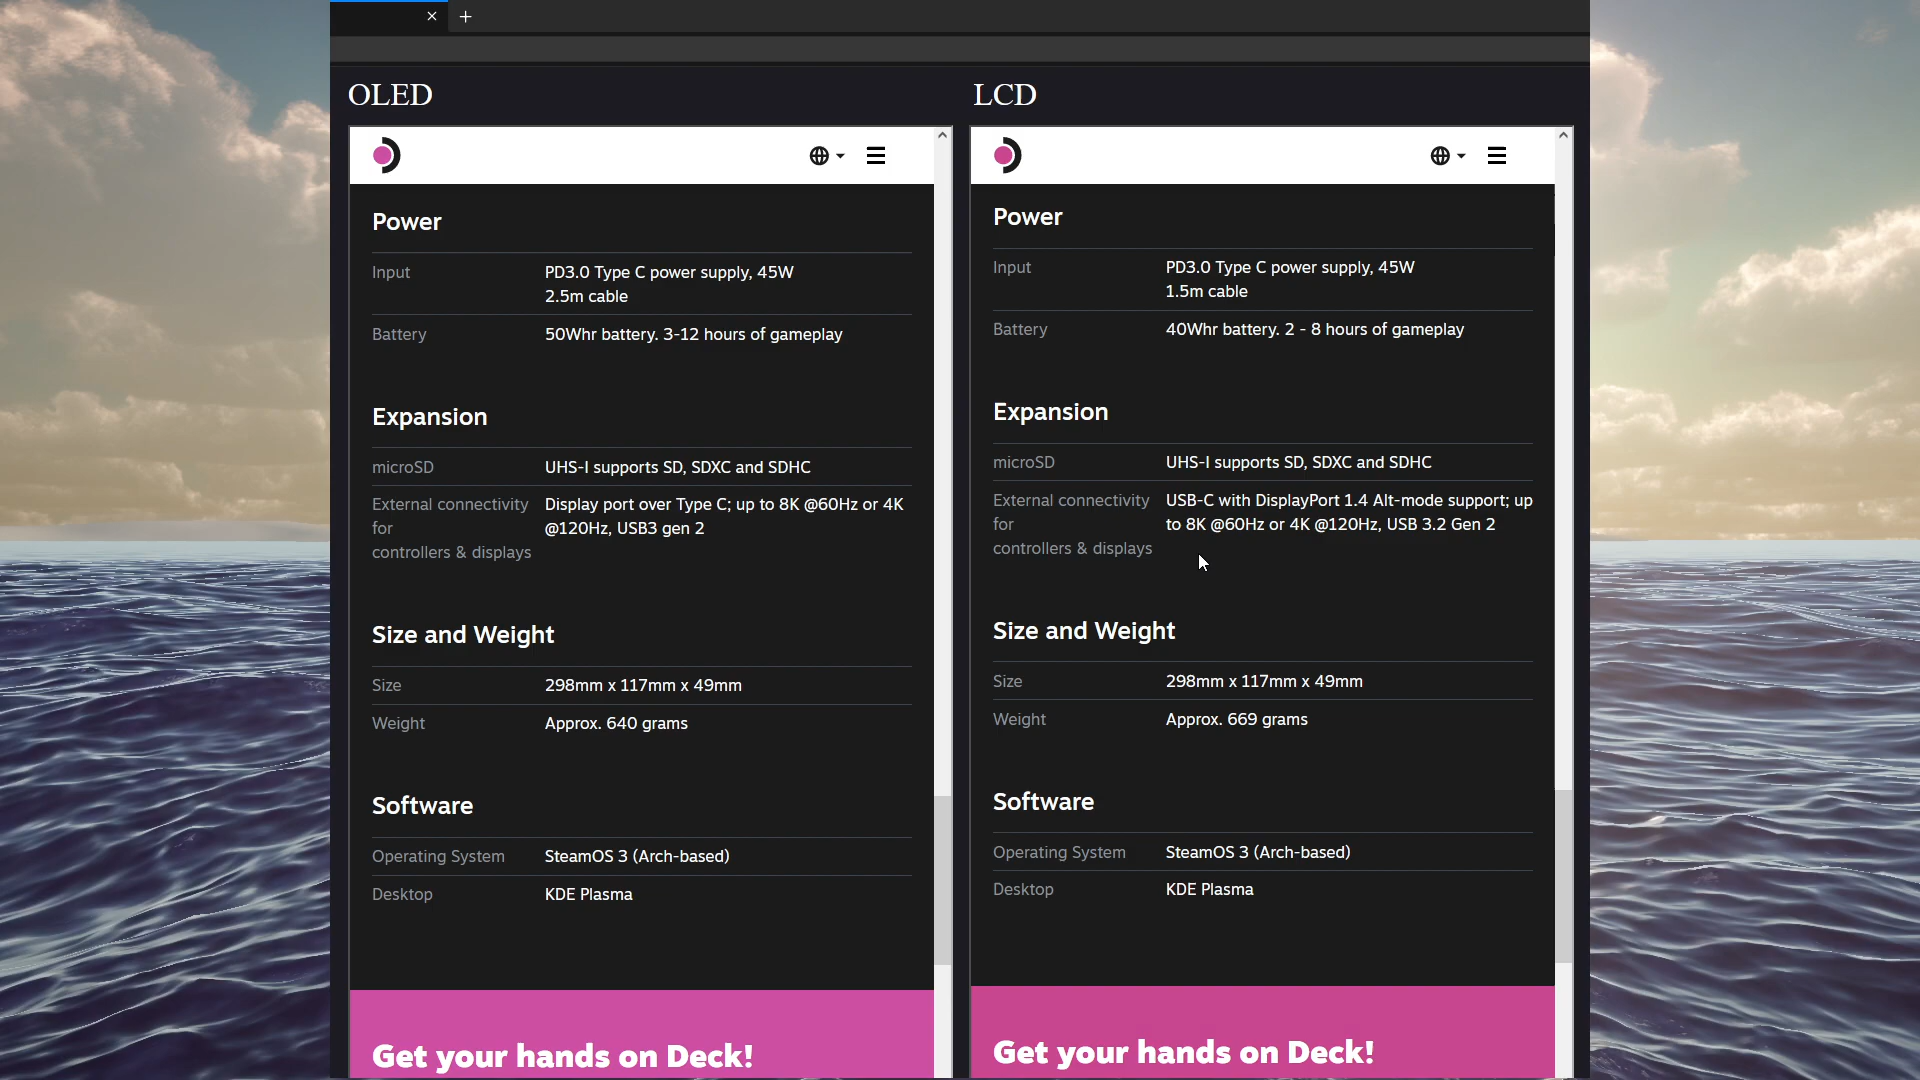 OLED
Power
Input PD3.0 Type C power supply, 45W
2.5m cable
Battery 50Whr battery. 3-12 hours of gameplay
Expansion
microSD UHS-I supports SD, SDXC and SDHC
External connectivity Display port over Type C; up to 8K @60Hz or 4K
for @120Hz, USB3 gen 2
controllers & displays
Size and Weight
Size 298mm x 117mm x 49mm
Weight Approx. 640 grams
Software
Operating System SteamOS 3 (Arch-based)
Desktop KDE Plasma
Get your hands on Deck!
LCD
Power
Input PD3.0 Type C power supply, 45W
1.5m cable
Battery 40Whr battery. 2 - 8 hours of gameplay
Expansion
microSD UHS-I supports SD, SDXC and SDHC
External connectivity USB-C with DisplayPort 1.4 Alt-mode support; up
for to 8K @60Hz or 4K @120Hz, USB 3.2 Gen 2
controllers & displays
Size and Weight
Size 298mm x 117mm x 49mm
Weight Approx. 669 grams
Software
Operating System SteamOS 3 (Arch-based)
Desktop KDE Plasma
Get your hands on Deck!